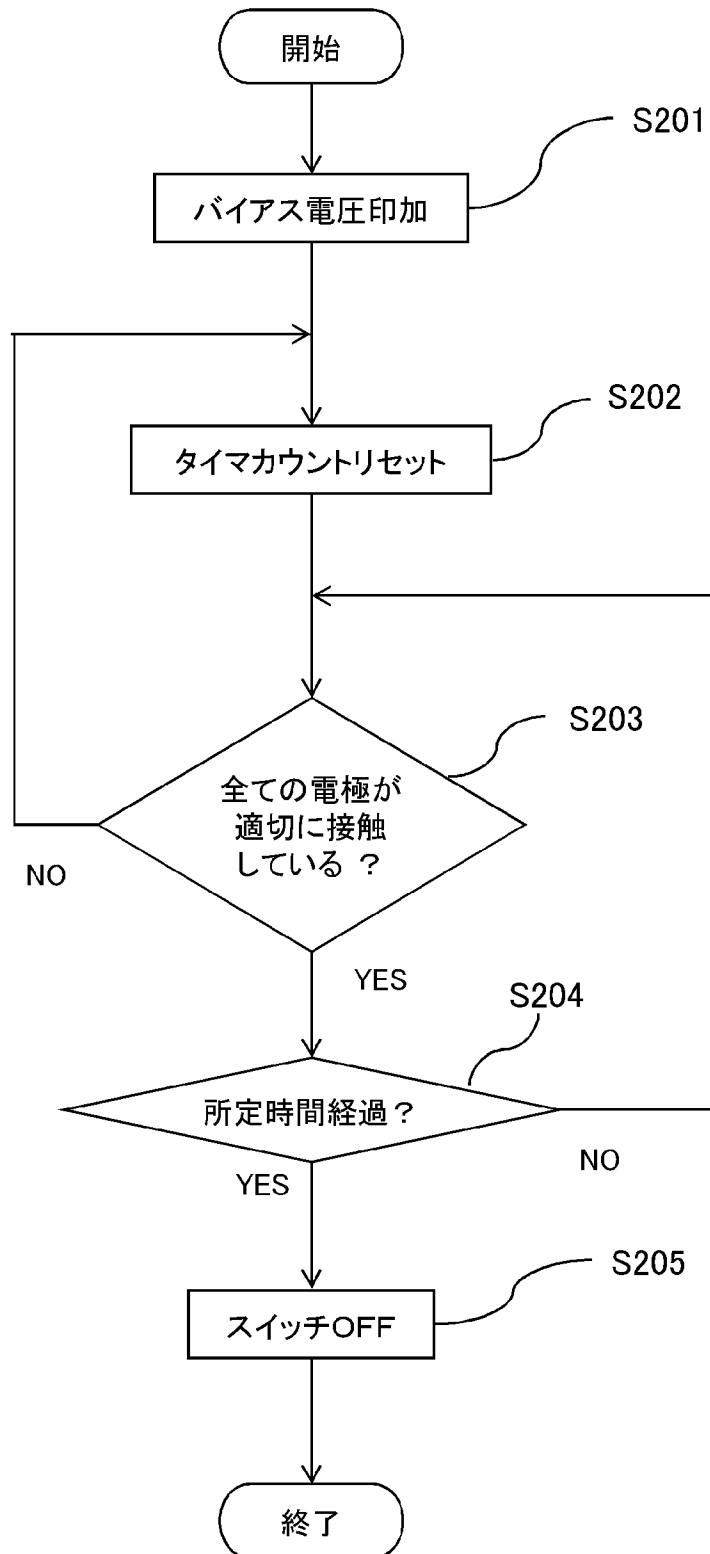 開始
S201
バイアス電圧印加
S202
タイマカウントリセット
S203
全ての電極が
適切に接触
している ?
NO
YES
S204
所定時間経過?
NO
YES
S205
スイッチOFF
終了